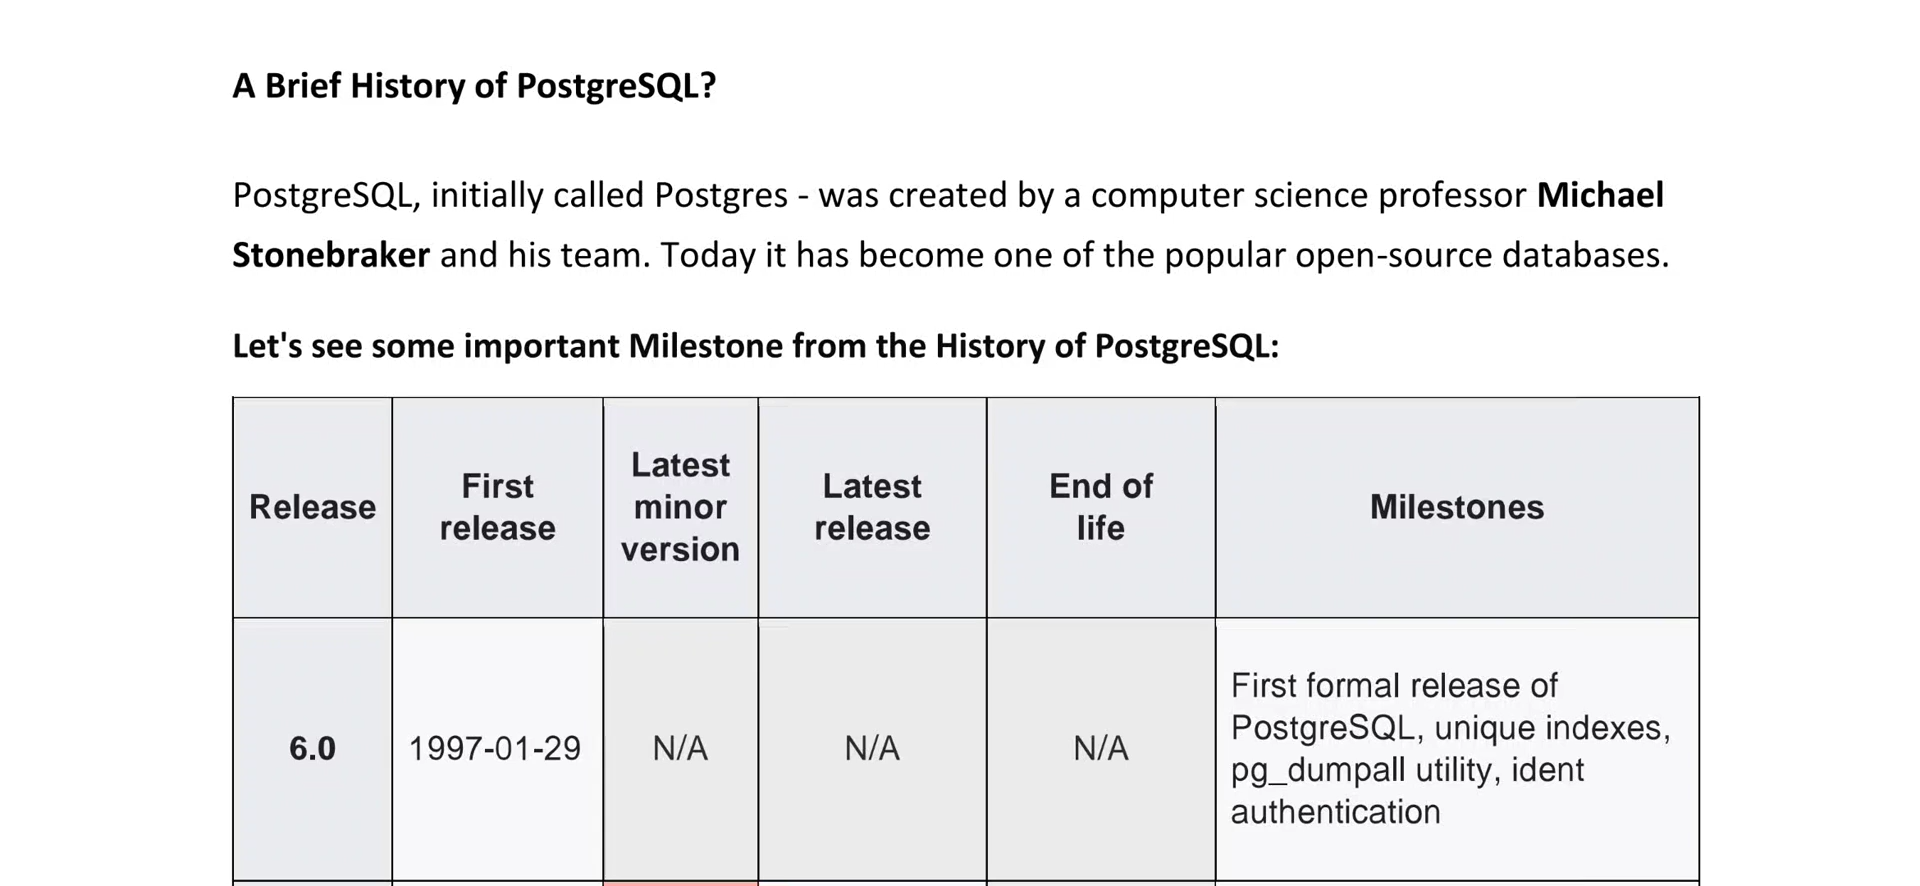 A Brief History of PostgreSQL?
PostgreSQL, initially called Postgres - was created by a computer science professor Michael
Stonebraker and his team. Today it has become one of the popular open-source databases.
Let's see some important Milestone from the History of PostgreSQL:
Release
First
release
Latest
minor
version
Latest
release
End of
life
Milestones
6.0
1997-01-29
N/A
N/A
N/A
First formal release of
PostgreSQL, unique indexes,
pg_dumpall utility, ident
authentication